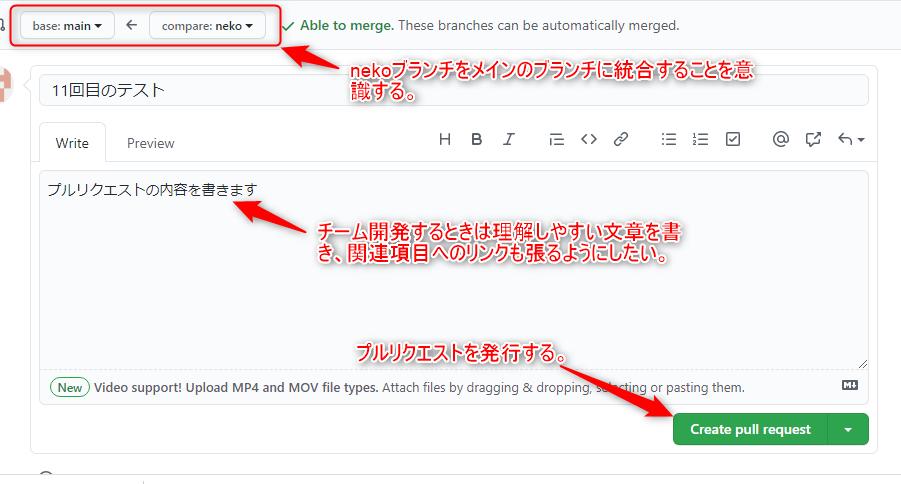 base: main
compare: neko
Able to merge. These branches can be automatically merged.
nekoブランチをメインのブランチに統合することを意
識する。
11回目のテスト
Write
Preview
プルリクエストの内容を書きます
チーム開発するときは理解しやすい文章を書
き、関連項目へのリンクも張るようにしたい。
プルリクエストを発行する。
New Video support! Upload MP4 and MOV file types. Attach files by dragging & dropping, selecting or pasting them.
Create pull request